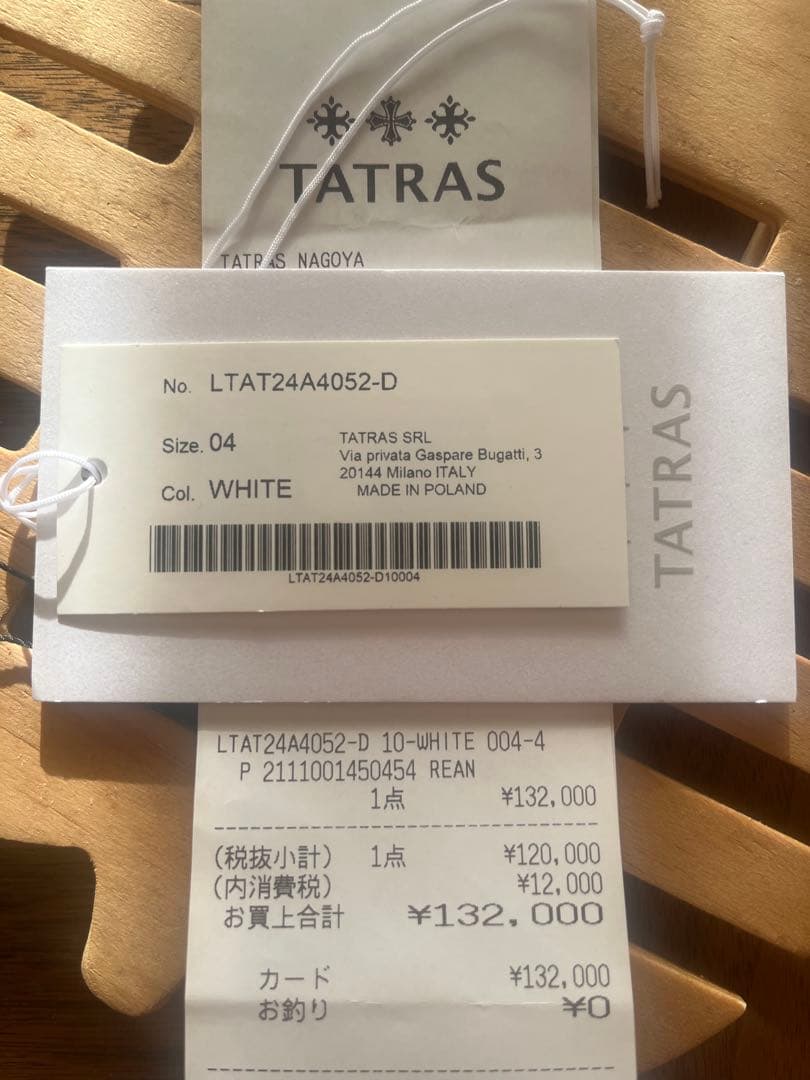 TATRAS
TATRAS NAGOYA
No. LTAT24A4052-D
Size. 04
Col. WHITE
TATRAS SRL
Via privata Gaspare Bugatti, 3
20144 Milano ITALY
MADE IN POLAND
LTAT24A4052-D10004
TATRAS
LTAT24A4052-D 10-WHITE 004-4
P 2111001450454 REAN
1点 ¥132,000
(税抜小計) 1点 ¥120,000
(内消費税) ¥12,000
お買上合計 ¥132,000
カード ¥132,000
お釣り ¥0